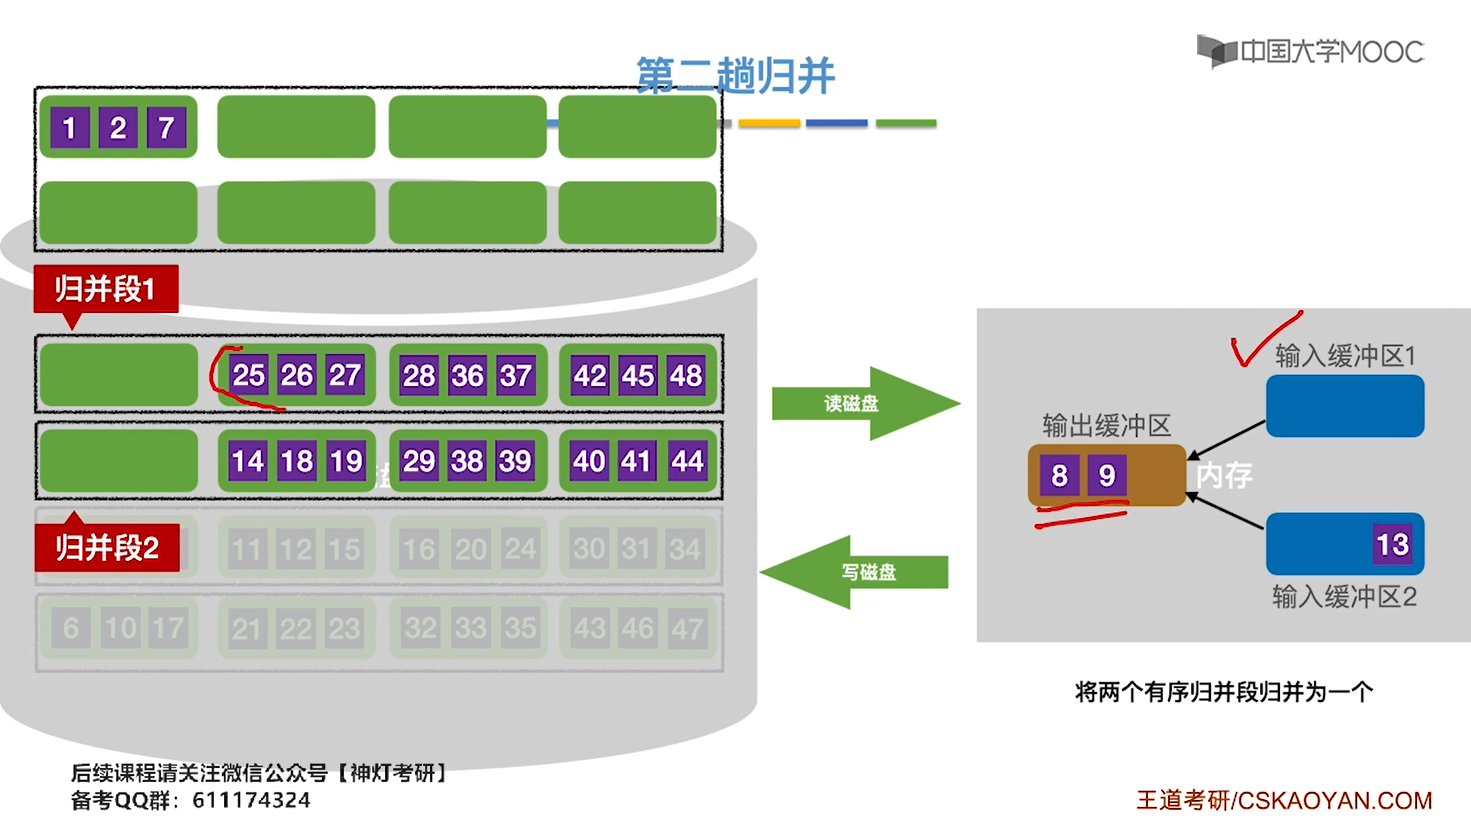 中国大学MOOC
第二趟归并
1 2 7
归并段1
25 26 27 28 36 37 42 45 48
14 18 19 29 38 39 40 41 44
归并段2
11 12 15 16 20 24 30 31 34
6 10 17 21 22 23 32 33 35 43 46 47
读磁盘
写磁盘
输入缓冲区1
输出缓冲区
8 9
内存
13
输入缓冲区2
将两个有序归并段归并为一个
后续课程请关注微信公众号【神灯考研】
备考QQ群：611174324
王道考研/CSKAOYAN.COM